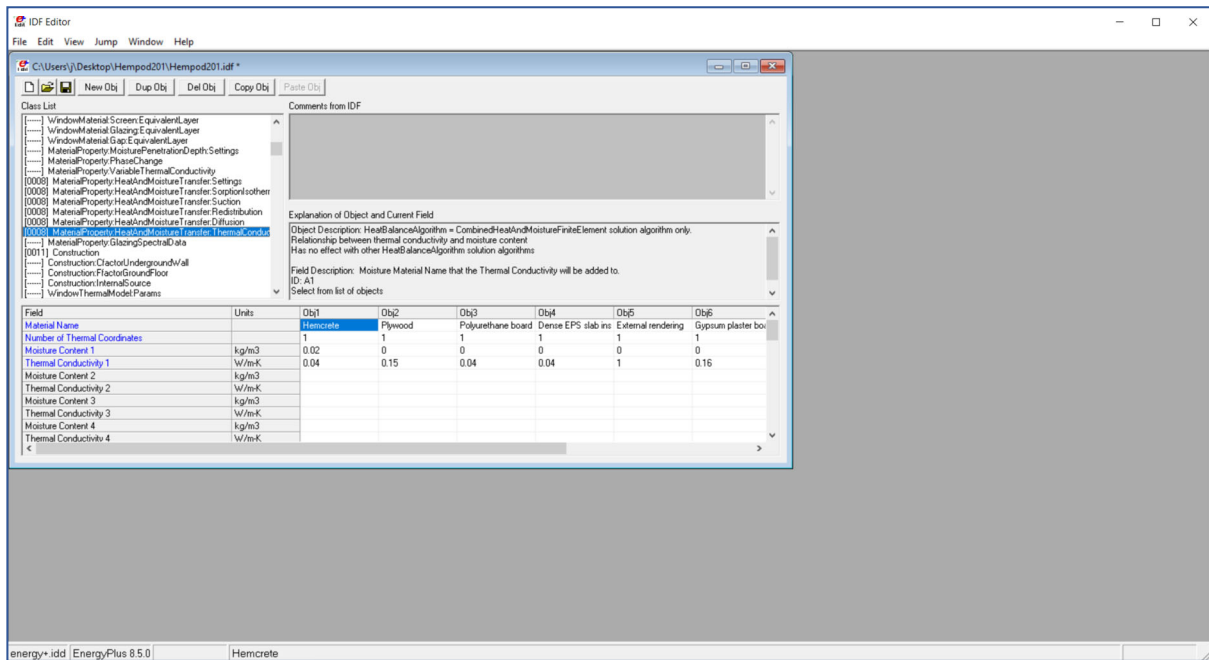 IDF Editor
File Edit View Jump Window Help
C:\Users\j\Desktop\Hempod201\Hempod201.idf *
New Obj Dup Obj Del Obj Copy Obj Paste Obj
Class List
[------] WindowMaterial:Screen:EquivalentLayer
[------] WindowMaterial:Glazing:EquivalentLayer
[------] WindowMaterial:Gap:EquivalentLayer
[------] MaterialProperty:MoisturePenetrationDepth:Settings
[------] MaterialProperty:PhaseChange
[------] MaterialProperty:VariableThermalConductivity
[0008] MaterialProperty:HeatAndMoistureTransfer:Settings
[0008] MaterialProperty:HeatAndMoistureTransfer:SorptionIsotherm
[0008] MaterialProperty:HeatAndMoistureTransfer:Suction
[0008] MaterialProperty:HeatAndMoistureTransfer:Redistribution
[0008] MaterialProperty:HeatAndMoistureTransfer:Diffusion
[0008] MaterialProperty:HeatAndMoistureTransfer:ThermalConduc
[------] MaterialProperty:GlazingSpectralData
[0011] Construction
[------] Construction:CfactorUndergroundWall
[------] Construction:FfactorGroundFloor
[------] Construction:InternalSource
[------] WindowThermalModel:Params
Comments from IDF
Explanation of Object and Current Field
Object Description: HeatBalanceAlgorithm = CombinedHeatAndMoistureFiniteElement solution algorithm only.
Relationship between thermal conductivity and moisture content
Has no effect with other HeatBalanceAlgorithm solution algorithms
Field Description: Moisture Material Name that the Thermal Conductivity will be added to.
ID: A1
Select from list of objects
Field Units Obj1 Obj2 Obj3 Obj4 Obj5 Obj6
Material Name Hemcrete Plywood Polyurethane board Dense EPS slab ins External rendering Gypsum plaster boa
Number of Thermal Coordinates 1 1 1 1 1 1
Moisture Content 1 kg/m3 0.02 0 0 0 0 0
Thermal Conductivity 1 W/m-K 0.04 0.15 0.04 0.04 1 0.16
Moisture Content 2 kg/m3
Thermal Conductivity 2 W/m-K
Moisture Content 3 kg/m3
Thermal Conductivity 3 W/m-K
Moisture Content 4 kg/m3
Thermal Conductivity 4 W/m-K
energy+.idd EnergyPlus 8.5.0 Hemcrete